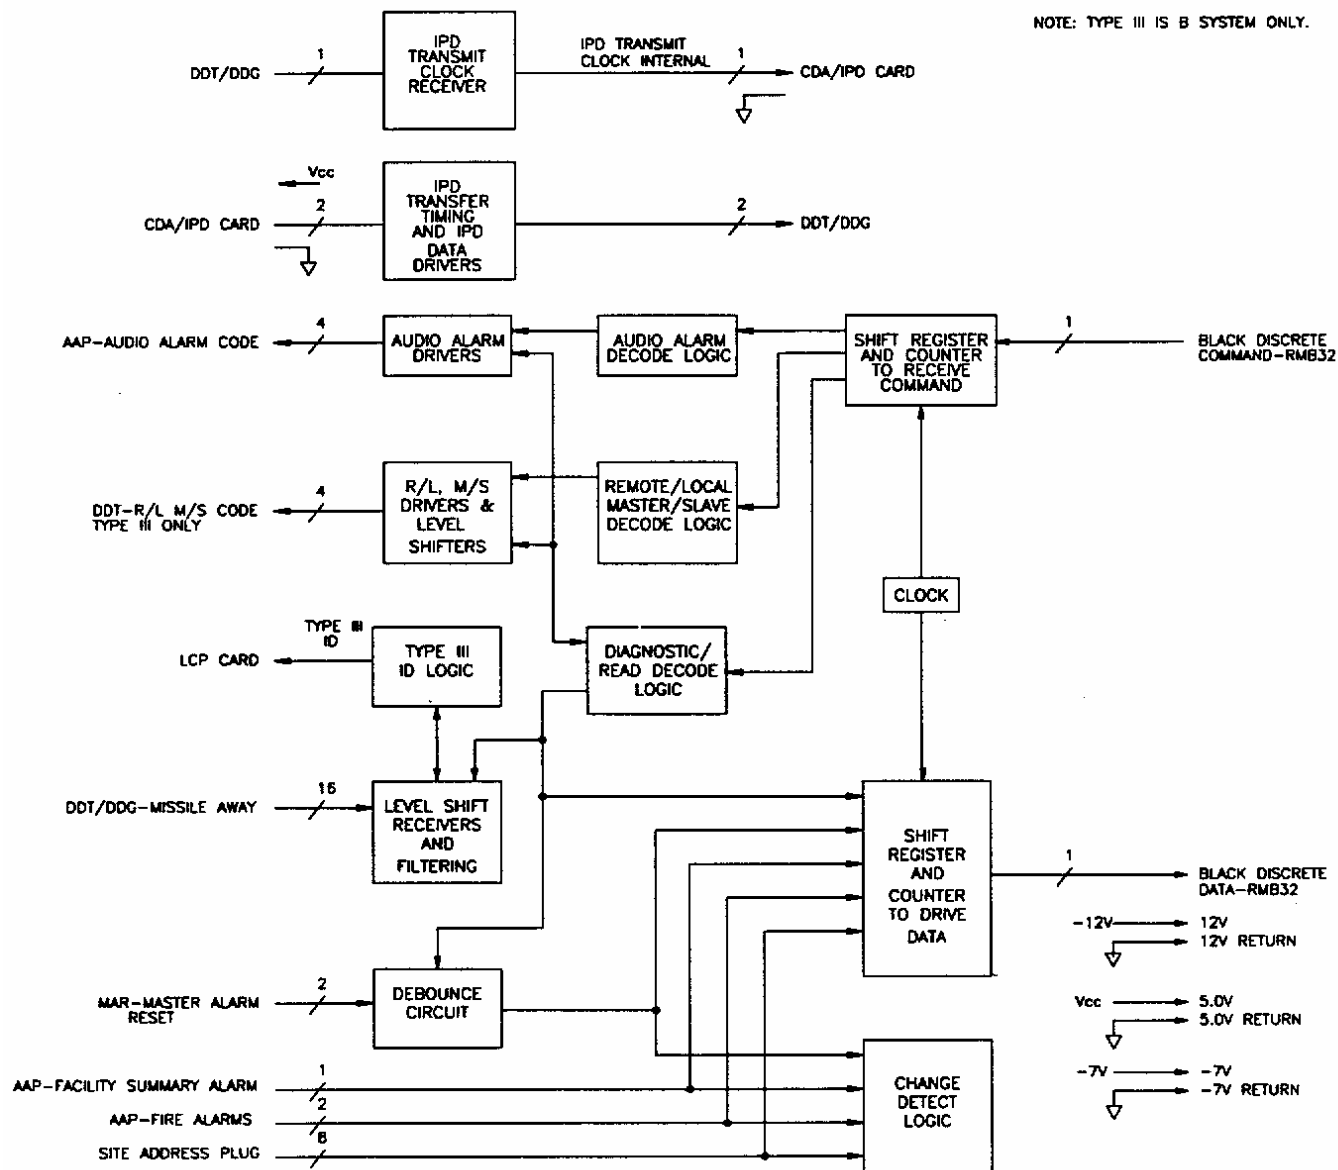 NOTE: TYPE III IS B SYSTEM ONLY.
DDT/DDG
1
IPD
TRANSMIT
CLOCK
RECEIVER
IPD TRANSMIT
CLOCK INTERNAL
1
CDA/IPD CARD
Vcc
CDA/IPD CARD
2
IPD
TRANSFER
TIMING
AND IPD
DATA
DRIVERS
2
DDT/DDG
AAP-AUDIO ALARM CODE
4
AUDIO ALARM
DRIVERS
AUDIO ALARM
DECODE LOGIC
SHIFT REGISTER
AND COUNTER
TO RECEIVE
COMMAND
1
BLACK DISCRETE
COMMAND-RMB32
DDT-R/L M/S CODE
TYPE III ONLY
4
R/L, M/S
DRIVERS &
LEVEL
SHIFTERS
REMOTE/LOCAL
MASTER/SLAVE
DECODE LOGIC
CLOCK
LCP CARD
TYPE III
ID
TYPE III
ID LOGIC
DIAGNOSTIC/
READ DECODE
LOGIC
DDT/DDG-MISSILE AWAY
16
LEVEL SHIFT
RECEIVERS
AND
FILTERING
SHIFT
REGISTER
AND
COUNTER
TO DRIVE
DATA
1
BLACK DISCRETE
DATA-RMB32
-12V
12V
12V RETURN
MAR-MASTER ALARM
RESET
2
DEBOUNCE
CIRCUIT
Vcc
5.0V
5.0V RETURN
-7V
-7V
-7V RETURN
AAP-FACILITY SUMMARY ALARM
1
AAP-FIRE ALARMS
2
SITE ADDRESS PLUG
CHANGE
DETECT
LOGIC